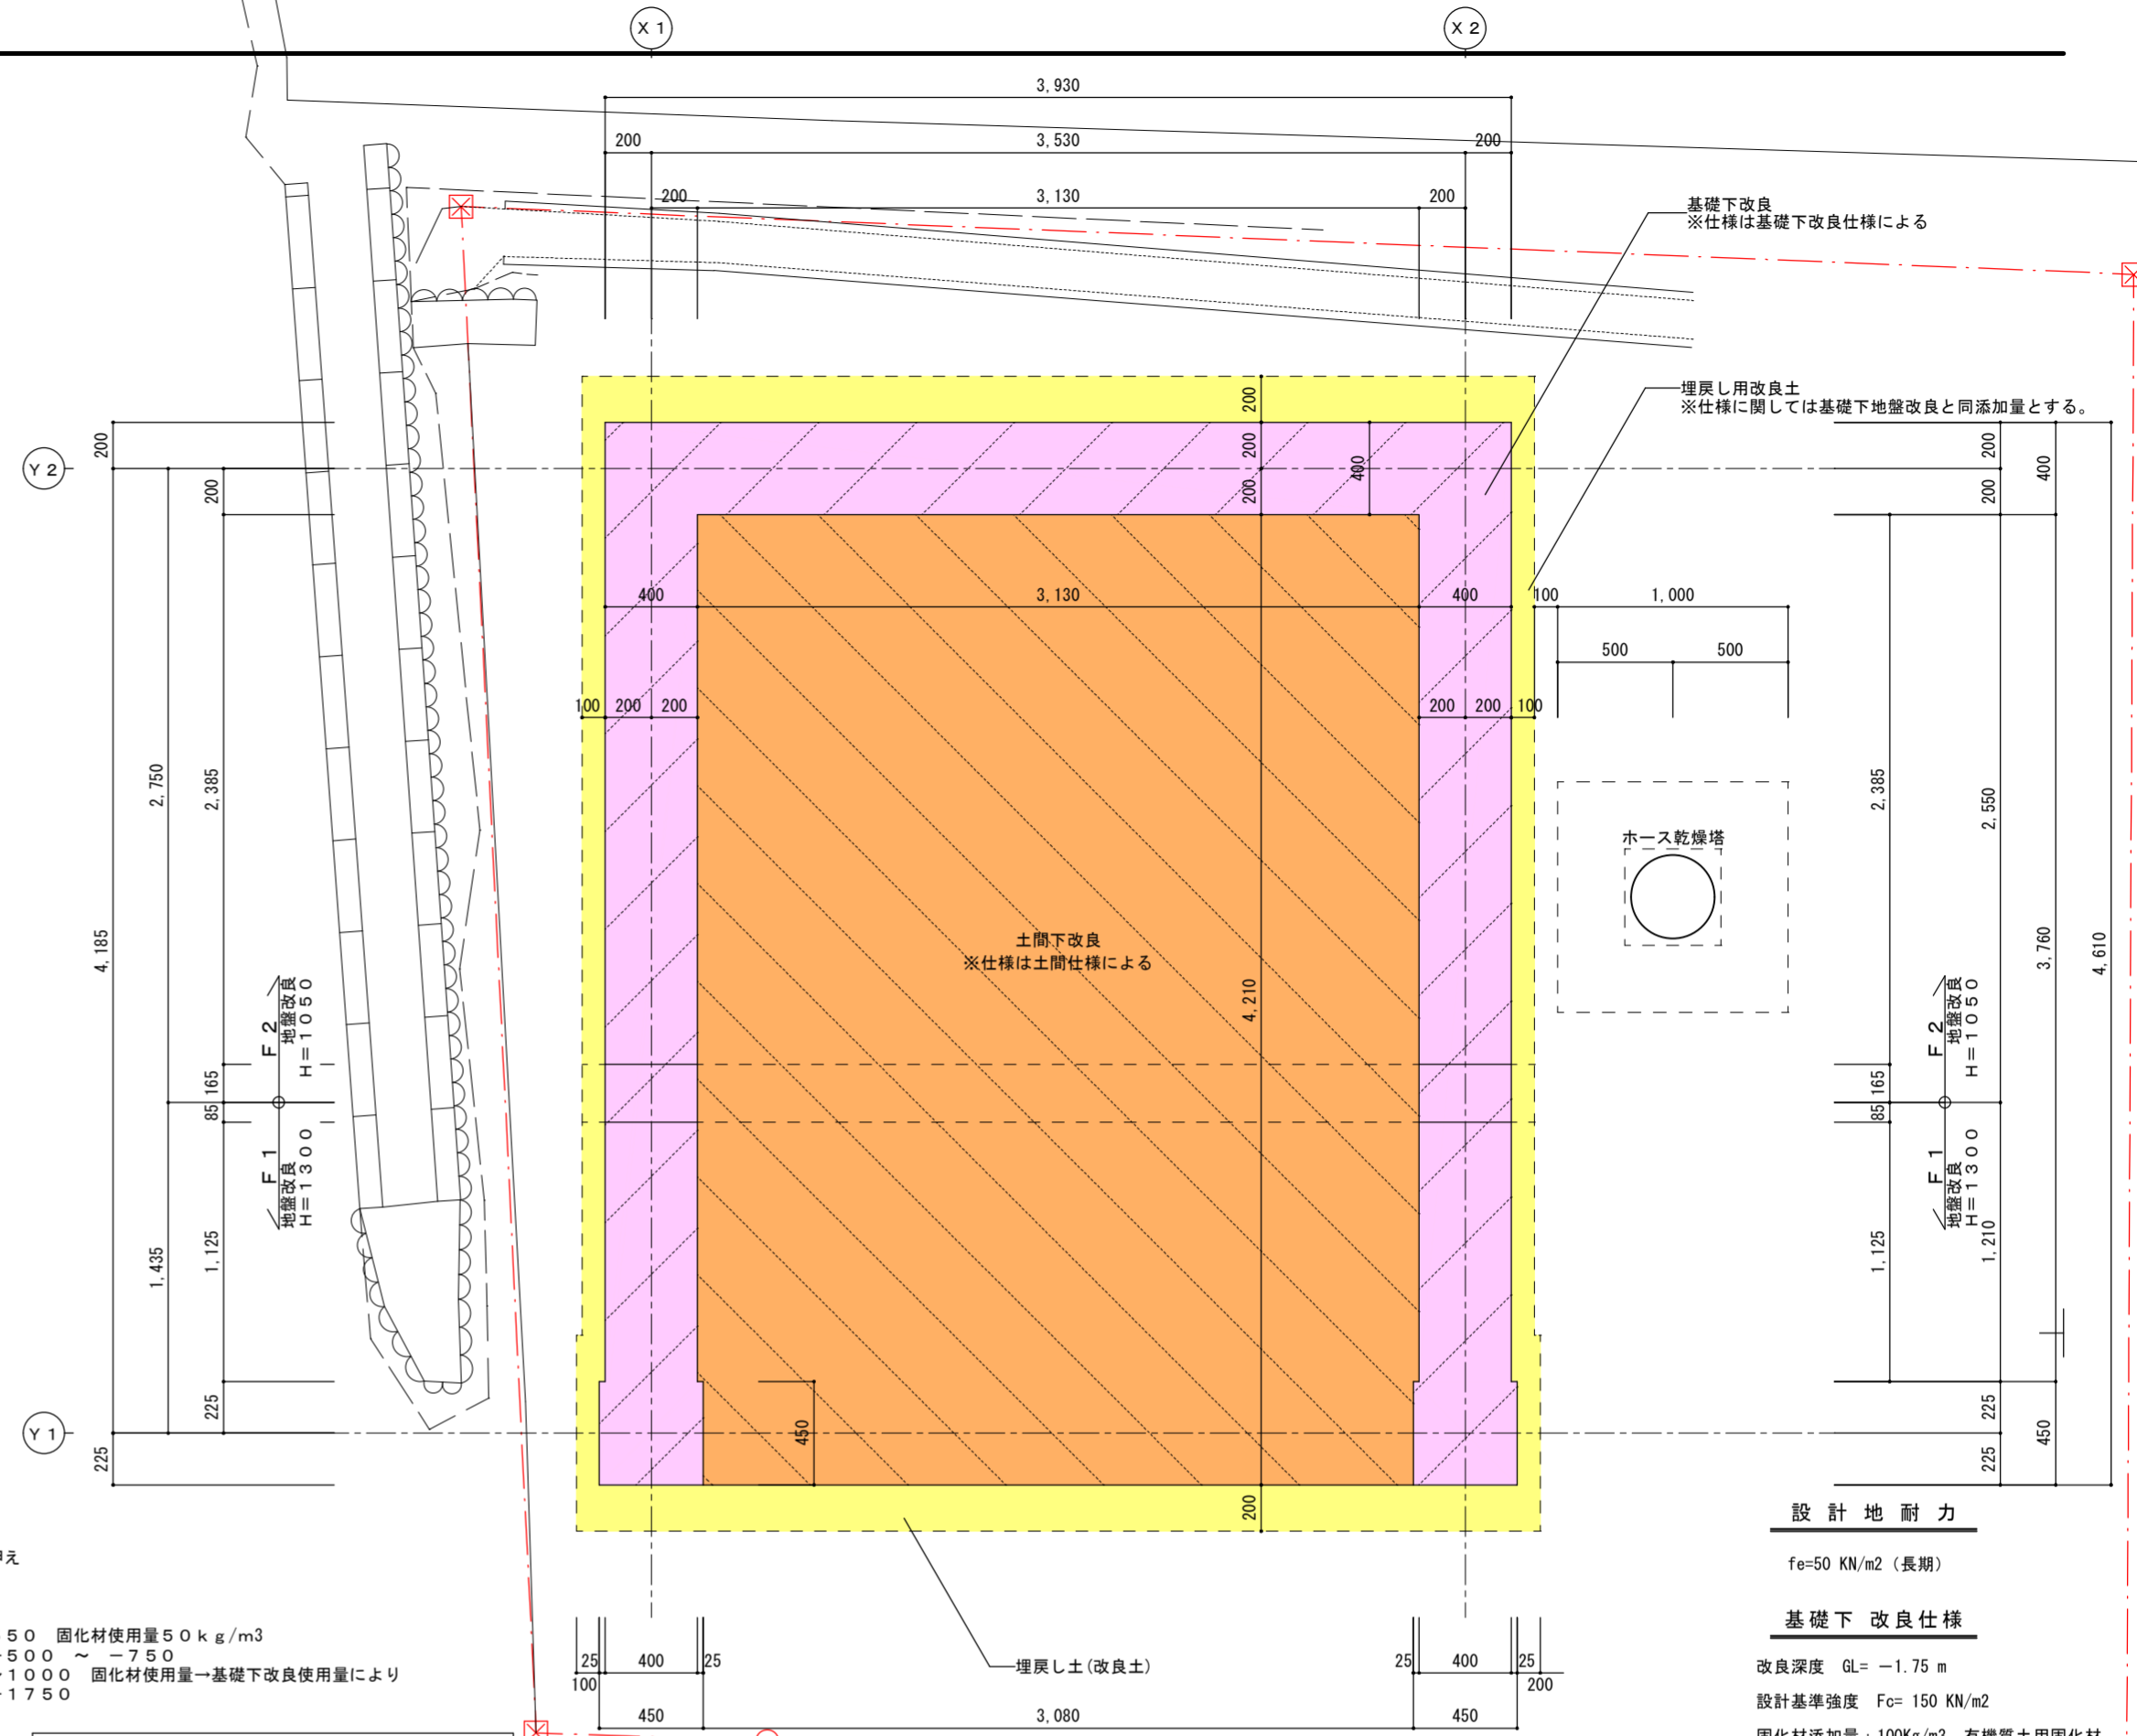 X 1
X 2
3,930
200
3,530
200
200
3,130
200
基礎下改良
※仕様は基礎下改良仕様による
埋戻し用改良土
※仕様に関しては基礎下地盤改良と同添加量とする。
Y 2
200
200
200
200
200
400
200
200
400
400
3,130
400
100
1,000
500
500
100
200
200
200
200
100
2,750
2,385
2,385
2,550
ホース乾燥塔
土間下改良
※仕様は土間仕様による
4,185
4,210
3,760
4,610
F 2
地盤改良
H=1050
F 2
地盤改良
H=1050
165
85
165
85
F 1
地盤改良
H=1300
F 1
地盤改良
H=1300
1,435
1,125
1,125
1,210
Y 1
225
225
450
225
225
450
200
設 計 地 耐 力
fe=50 KN/m2 (長期)
基礎下 改良仕様
改良深度 GL= −1.75 m
設計基準強度 Fc= 150 KN/m2
埋戻し土(改良土)
50 固化材使用量50kg/m3
500 ～ −750
1000 固化材使用量→基礎下改良使用量により
1750
25
400
25
100
450
3,080
25
400
25
200
450